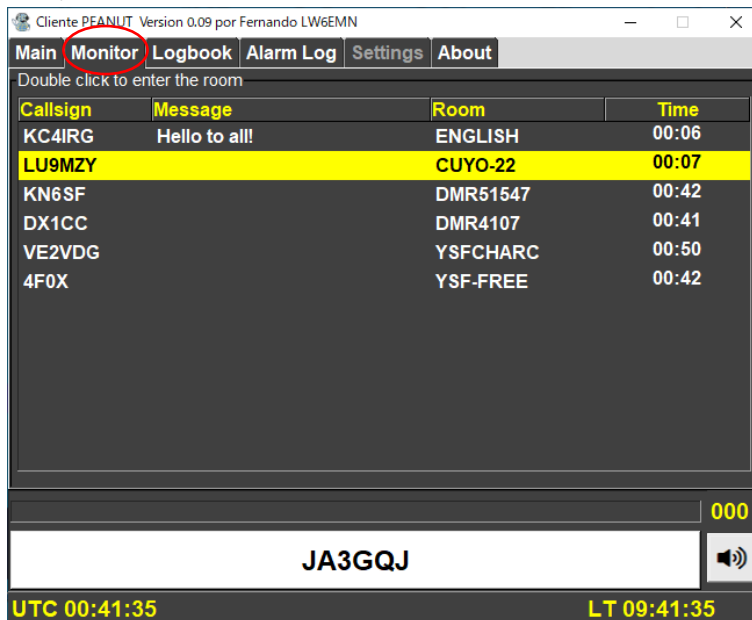 Cliente PEANUT Version 0.09 por Fernando LW6EMN
Main Monitor Logbook Alarm Log Settings About
Double click to enter the room
Callsign Message Room Time
KC4IRG Hello to all! ENGLISH 00:06
LU9MZY CUYO-22 00:07
KN6SF DMR51547 00:42
DX1CC DMR4107 00:41
VE2VDG YSFCHARC 00:50
4F0X YSF-FREE 00:42
000
JA3GQJ
UTC 00:41:35 LT 09:41:35